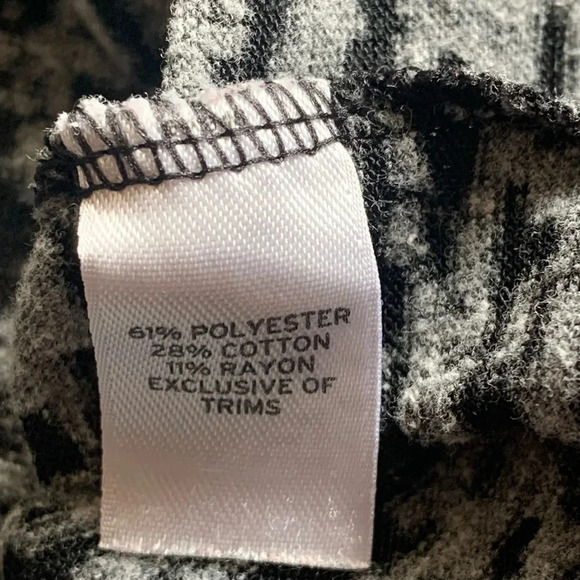 61% POLYESTER
28% COTTON
11% RAYON
EXCLUSIVE OF
TRIMS